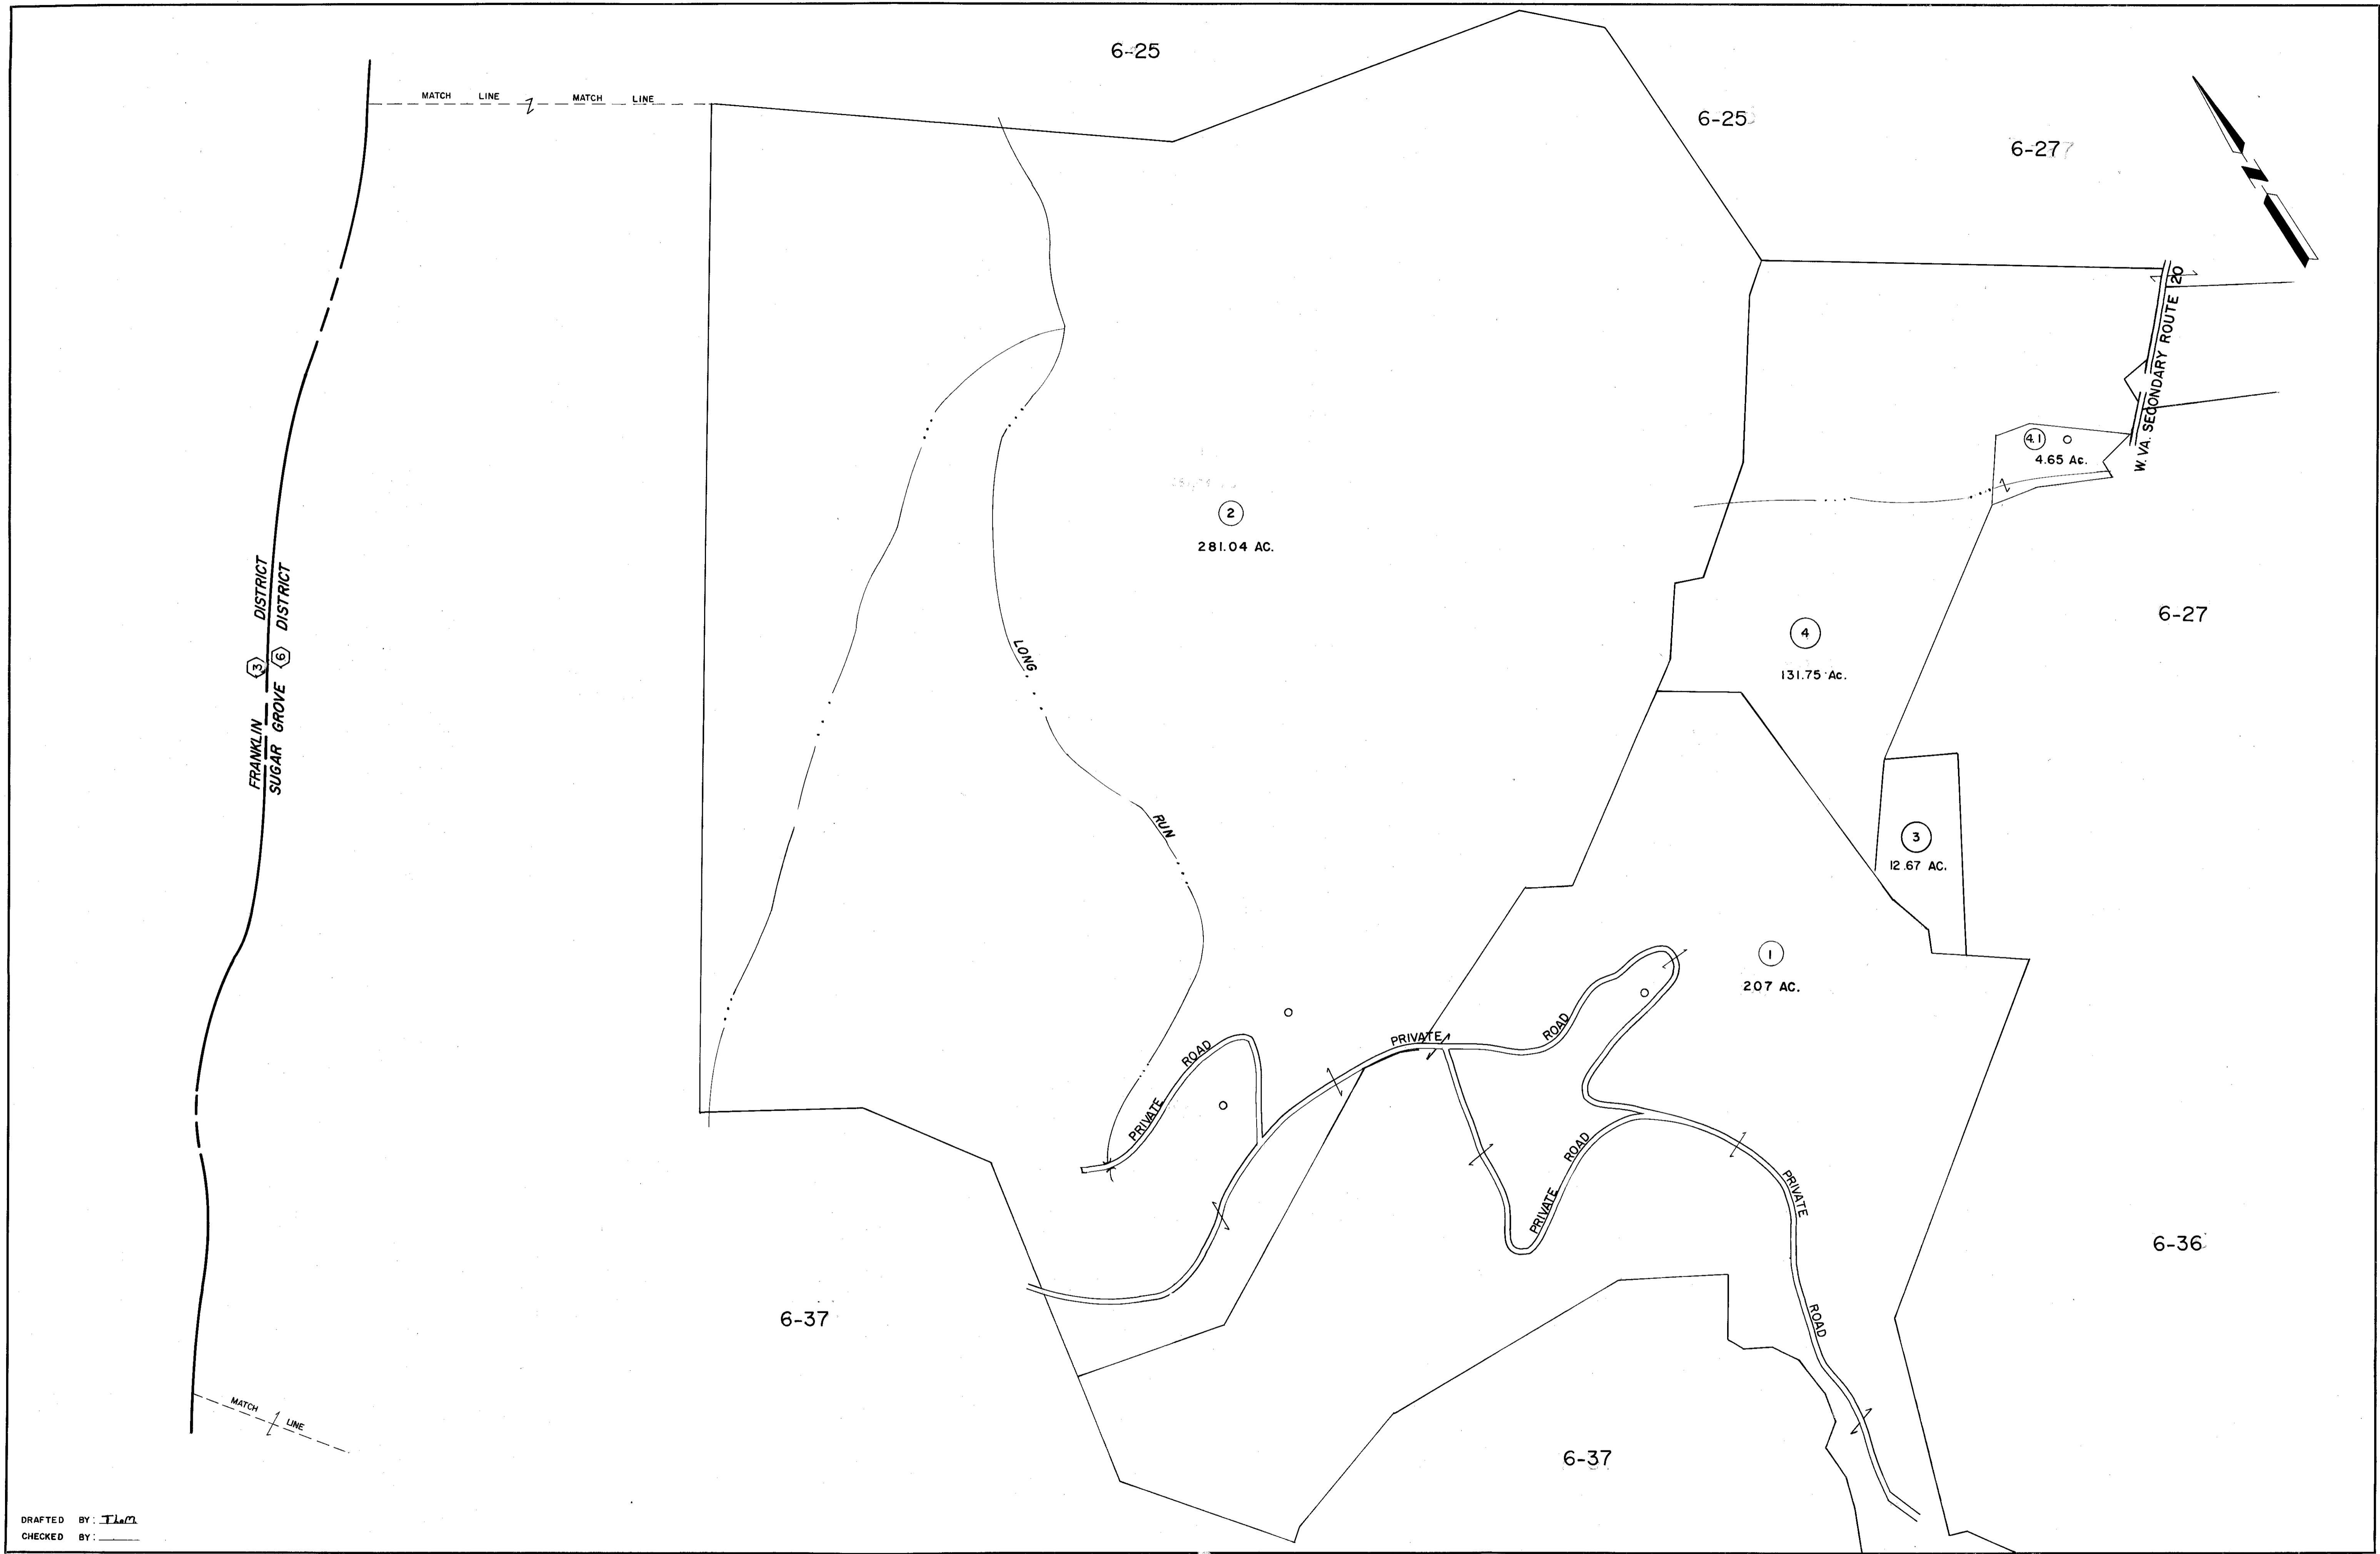 6-25
MATCH LINE MATCH LINE
6-25
6-27
N
W. VA. SECONDARY ROUTE 20
4.1
4.65 Ac.
2
281.04 AC.
FRANKLIN 3 DISTRICT
SUGAR GROVE 6 DISTRICT
6-27
4
131.75 Ac.
LONG RUN
3
12.67 AC.
1
207 AC.
PRIVATE ROAD
PRIVATE ROAD
PRIVATE ROAD
PRIVATE ROAD
6-36
6-37
MATCH LINE
6-37
DRAFTED BY:
CHECKED BY: